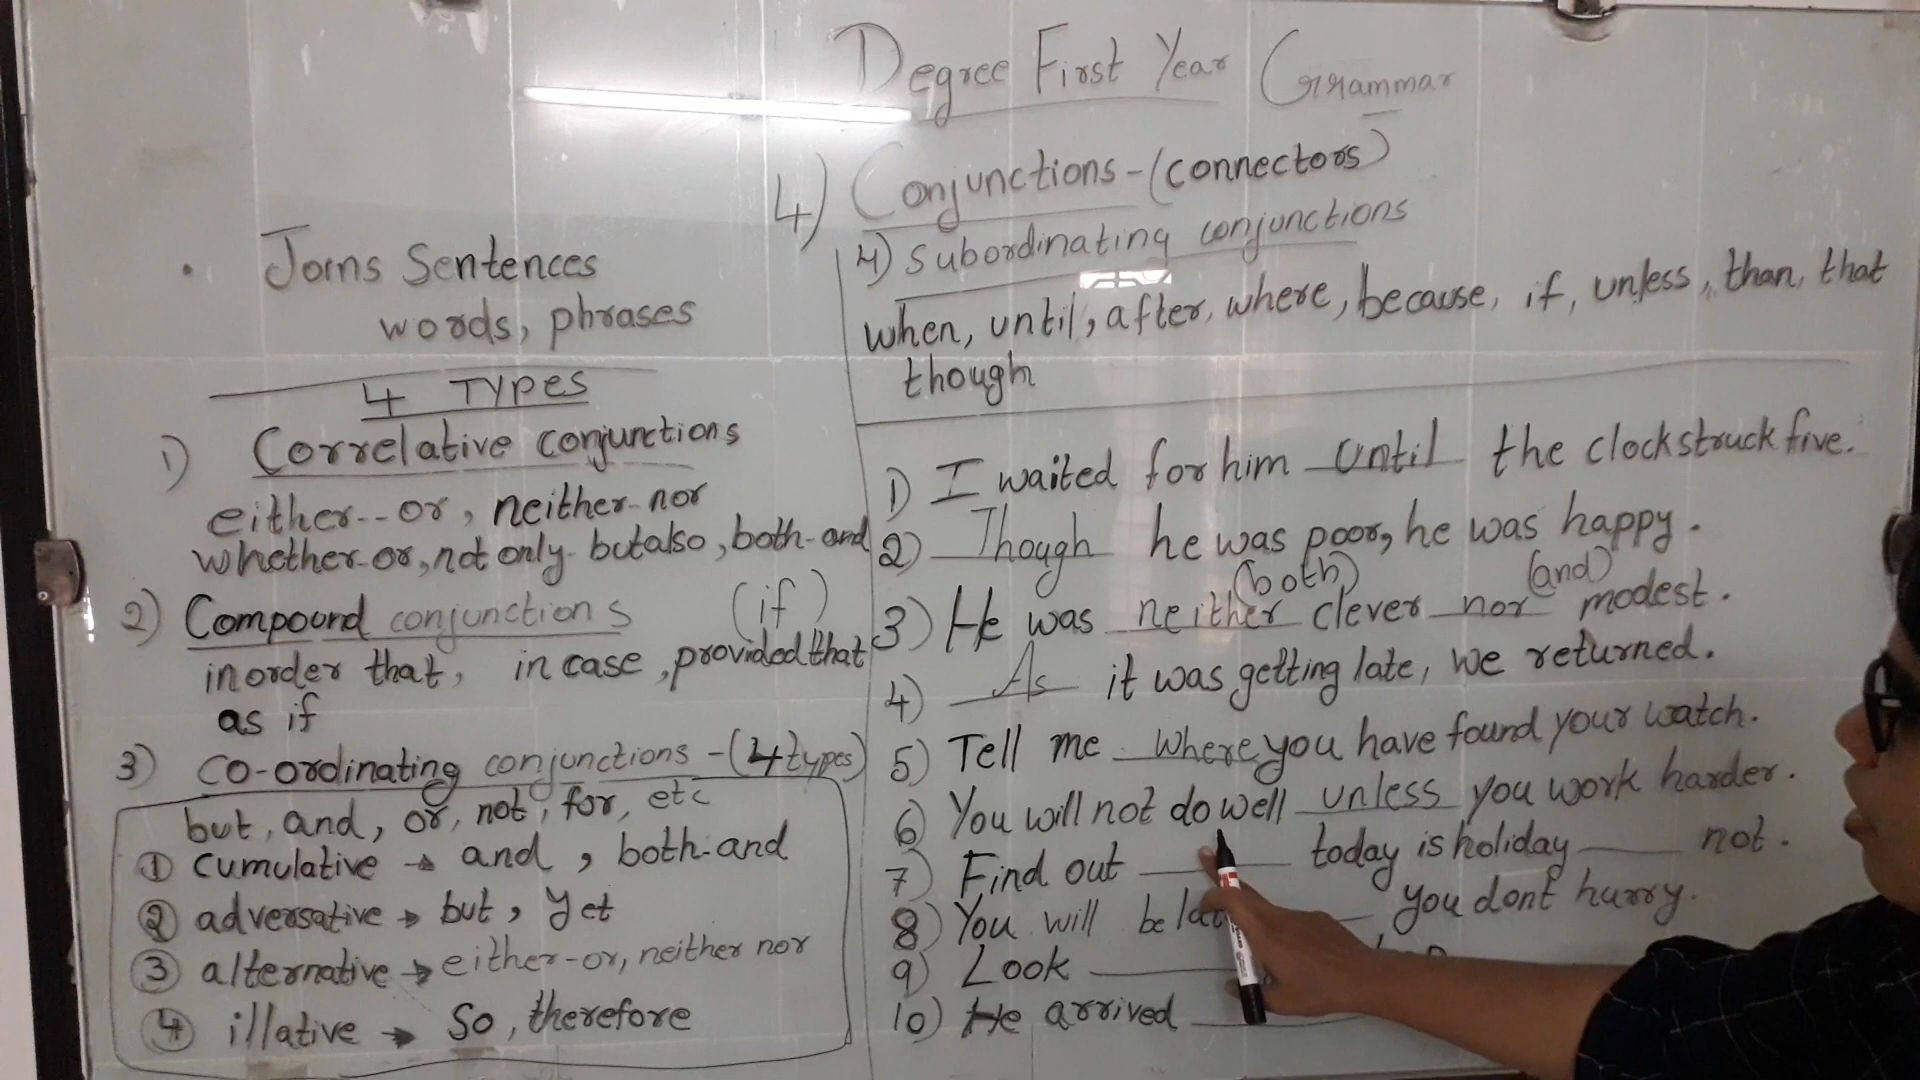 Degree First Year Grammar
4) Conjunctions - (connectors)
• Joins Sentences
words, phrases
4 TYPES
1) Correlative conjunctions
either--or, neither-nor
whether-or, not only-but also, both-and
2) Compound conjunctions (if)
inorder that, in case, provided that
as if
3) co-ordinating conjunctions - (4 types)
but, and, or, not, for, etc
① cumulative → and, both-and
② adversative → but, yet
③ alternative → either-or, neither nor
④ illative → So, therefore
4) subordinating conjunctions
when, until, after, where, because, if, unless, than, that
though
1) I waited for him until the clock struck five.
2) Though he was poor, he was happy.
(both) (and)
3) He was neither clever nor modest.
4) As it was getting late, we returned.
5) Tell me where you have found your watch.
6) You will not do well unless you work harder.
7) Find out ____ today is holiday ____ not.
8) You will be ____ you dont hurry.
9) Look ____
10) He arrived ____